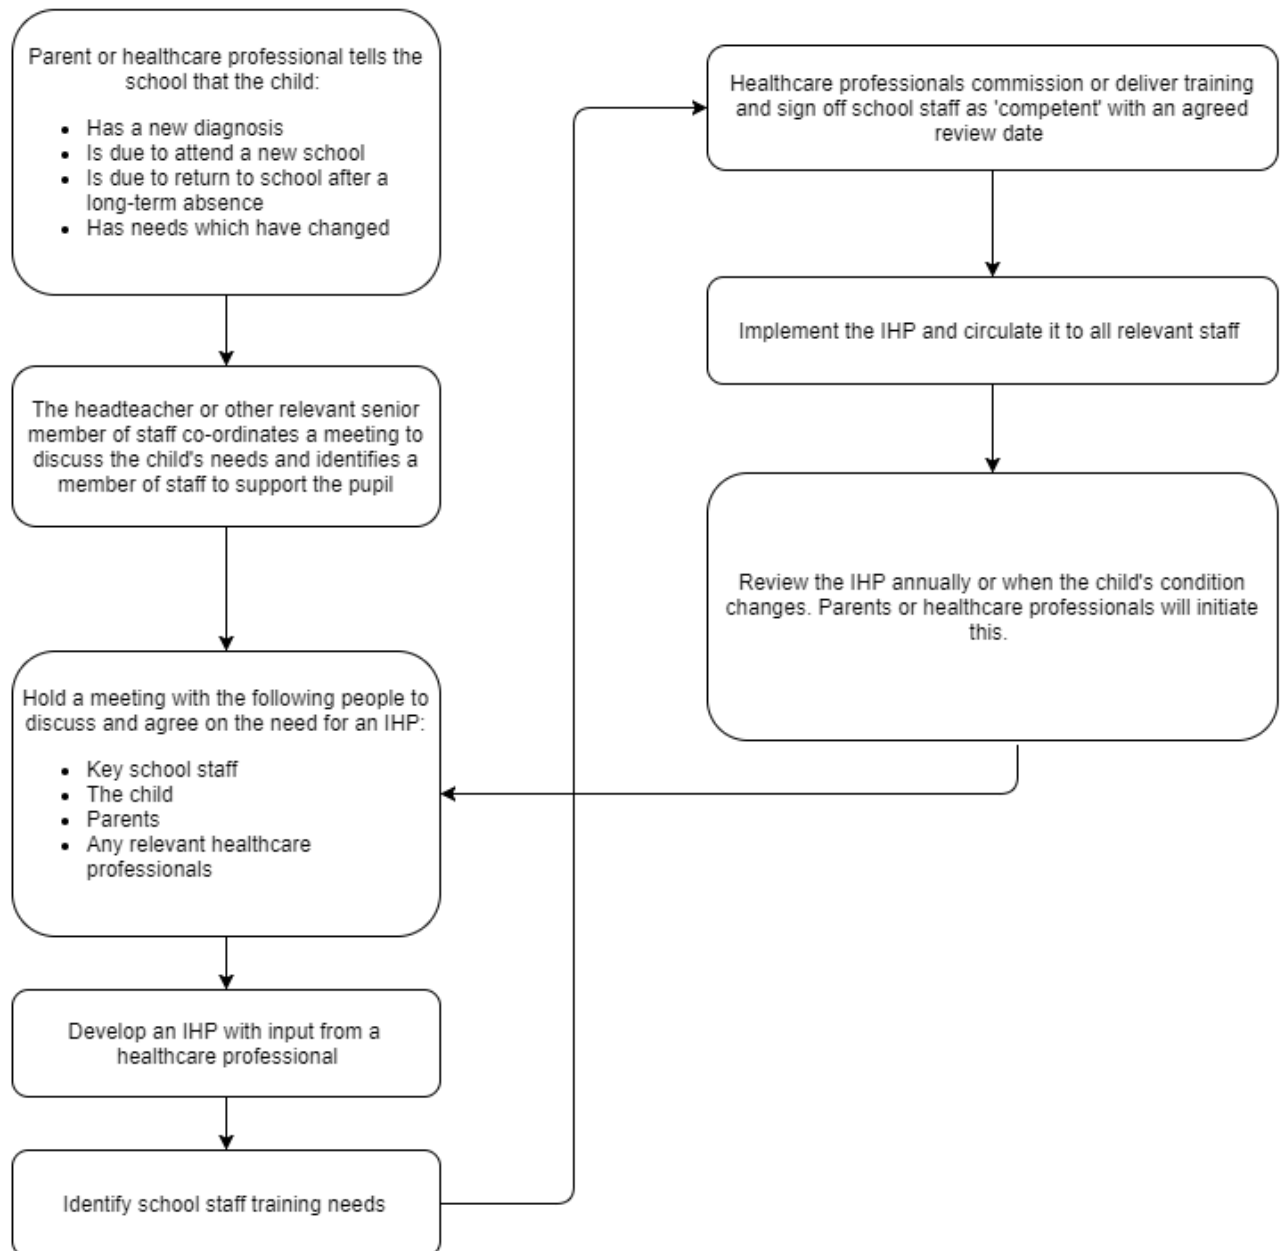 Parent or healthcare professional tells the
school that the child:
• Has a new diagnosis
• Is due to attend a new school
• Is due to return to school after a
long-term absence
• Has needs which have changed
The headteacher or other relevant senior
member of staff co-ordinates a meeting to
discuss the child's needs and identifies a
member of staff to support the pupil
Hold a meeting with the following people to
discuss and agree on the need for an IHP:
• Key school staff
• The child
• Parents
• Any relevant healthcare
professionals
Develop an IHP with input from a
healthcare professional
Identify school staff training needs
Healthcare professionals commission or deliver training
and sign off school staff as 'competent' with an agreed
review date
Implement the IHP and circulate it to all relevant staff
Review the IHP annually or when the child's condition
changes. Parents or healthcare professionals will initiate
this.